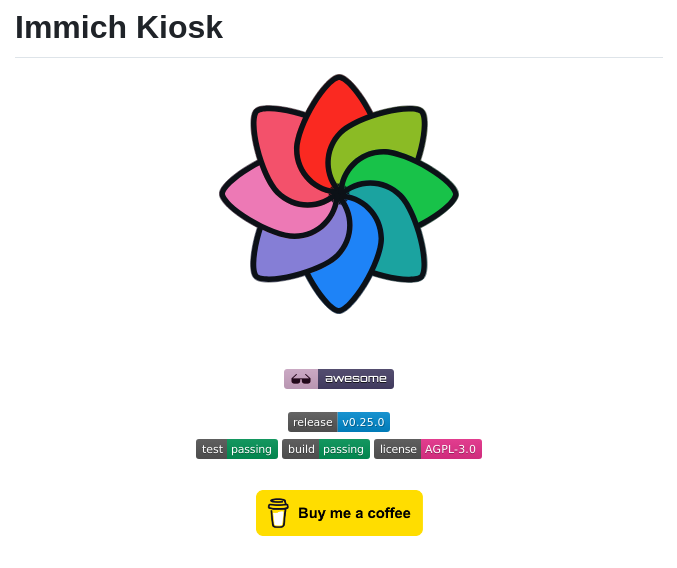 Immich Kiosk
awesome
release v0.25.0
test passing build passing license AGPL-3.0
Buy me a coffee